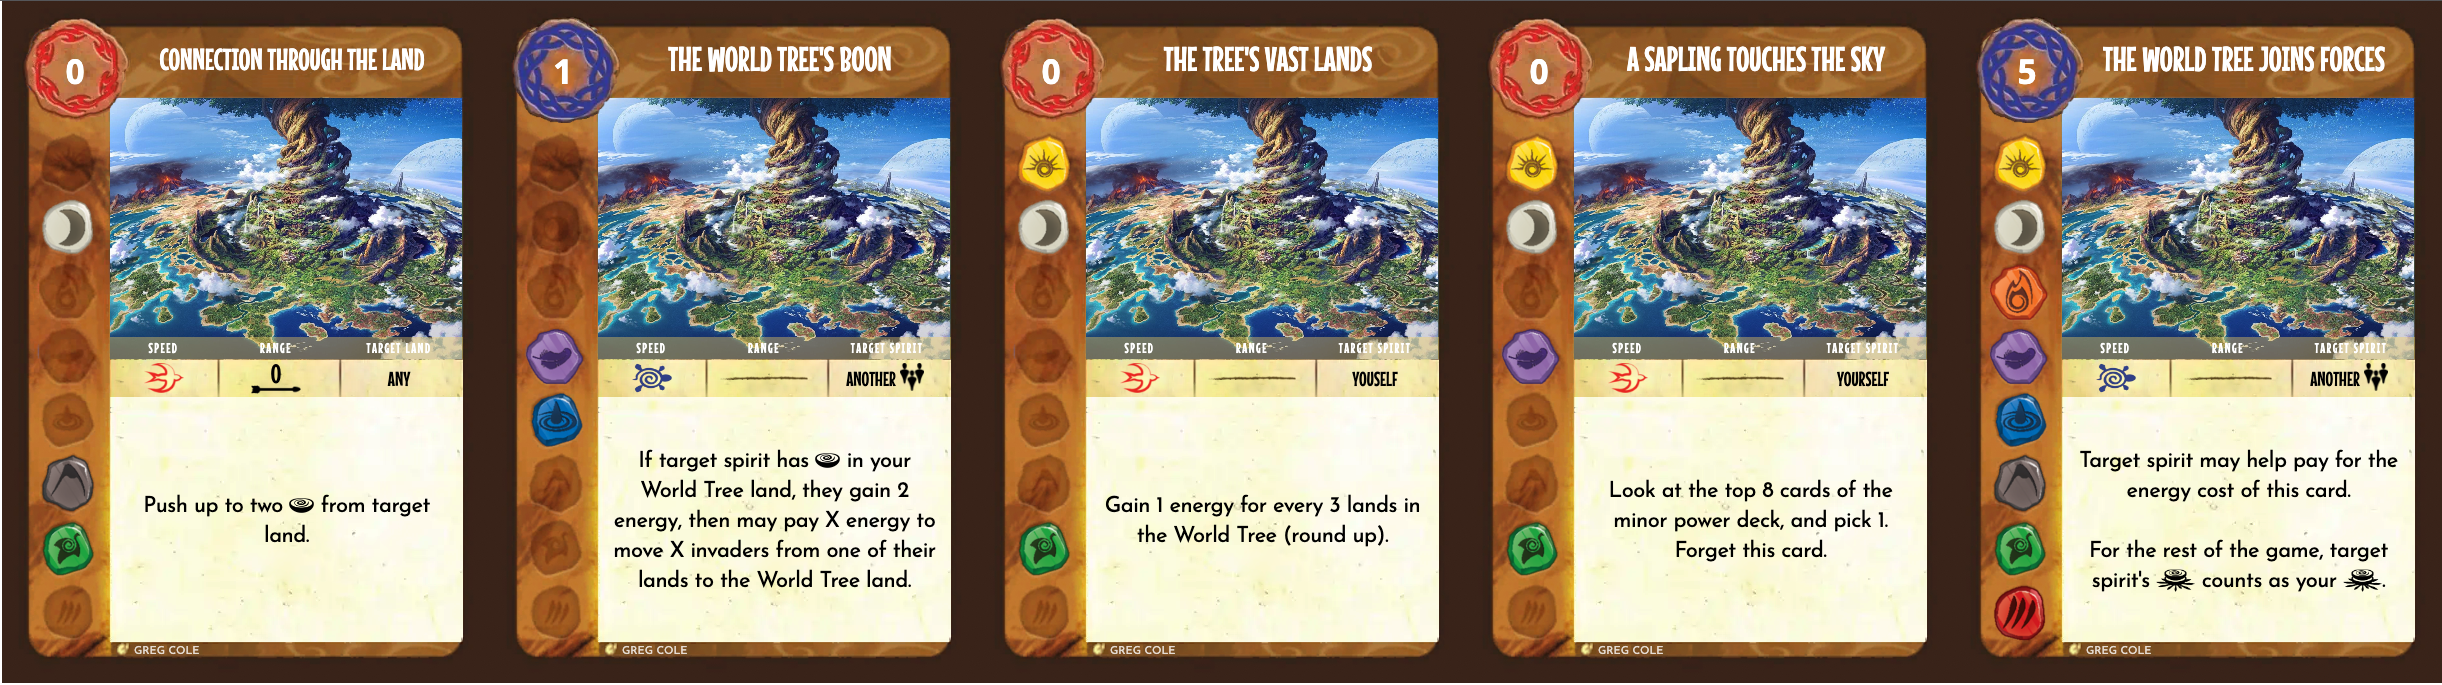 0
CONNECTION THROUGH THE LAND
SPEED RANGE TARGET LAND
0 ANY
Push up to two from target
land.
GREG COLE
1
THE WORLD TREE'S BOON
SPEED RANGE TARGET SPIRIT
ANOTHER
If target spirit has in your
World Tree land, they gain 2
energy, then may pay X energy to
move X invaders from one of their
lands to the World Tree land.
GREG COLE
0
THE TREE'S VAST LANDS
SPEED RANGE TARGET SPIRIT
YOUSELF
Gain 1 energy for every 3 lands in
the World Tree (round up).
GREG COLE
0
A SAPLING TOUCHES THE SKY
SPEED RANGE TARGET SPIRIT
YOURSELF
Look at the top 8 cards of the
minor power deck, and pick 1.
Forget this card.
GREG COLE
5
THE WORLD TREE JOINS FORCES
SPEED RANGE TARGET SPIRIT
ANOTHER
Target spirit may help pay for the
energy cost of this card.
For the rest of the game, target
spirit's counts as your .
GREG COLE